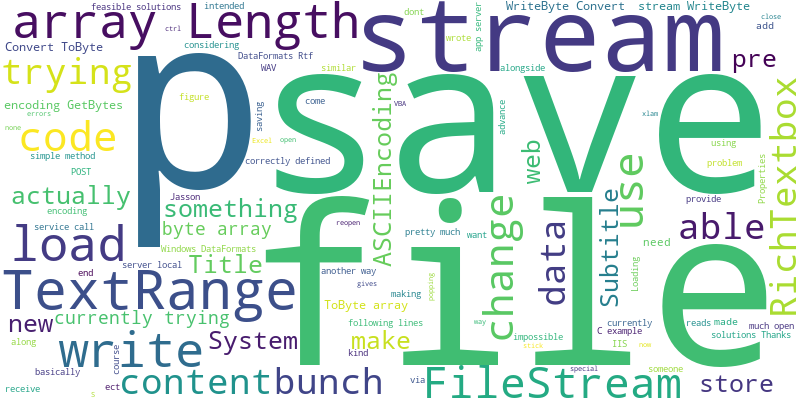 feasible solutions
intended
array Length
stream
WriteByte Convert
stream WriteByte
ctrl
dont
wrote
app server
add
close
considering
similar
alongside
Convert ToByte
DataFormats Rtf
WAV
pre
trying
p
save
encoding GetBytes
errors
figure
saving
come
VBA
advance
xlam
RichTextbox
code
none
Excel
open
using
simple method
correctly defined
ASCIIEncoding
web
problem
POST
Properties
actually
Jasson
something
use
provide
encoding
reopen
change
Subtitle
able
service call
byte array
pretty much
want
data
need
load
Windows DataFormats
file
end
server local
Title
another way
gives
popping
Loading
TextRange
making
ToByte array
currently
reads
made
much open
new
currently trying
following lines
way
C example
solutions Thanks
along
System
make
impossible
IIS
write
course
kind
stick
now
someone
basically
content
bunch
via
FileStream
special
store
receive
s
ect